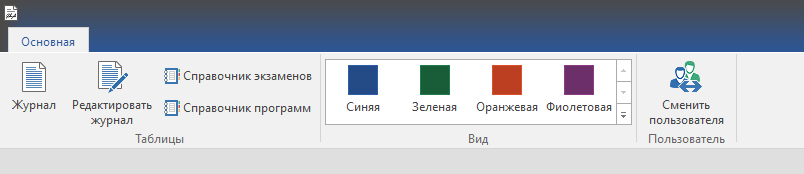 Основная
Журнал
Редактировать
журнал
Справочник экзаменов
Справочник программ
Таблицы
Синяя
Зеленая
Оранжевая
Фиолетовая
Вид
Сменить
пользователя
Пользователь